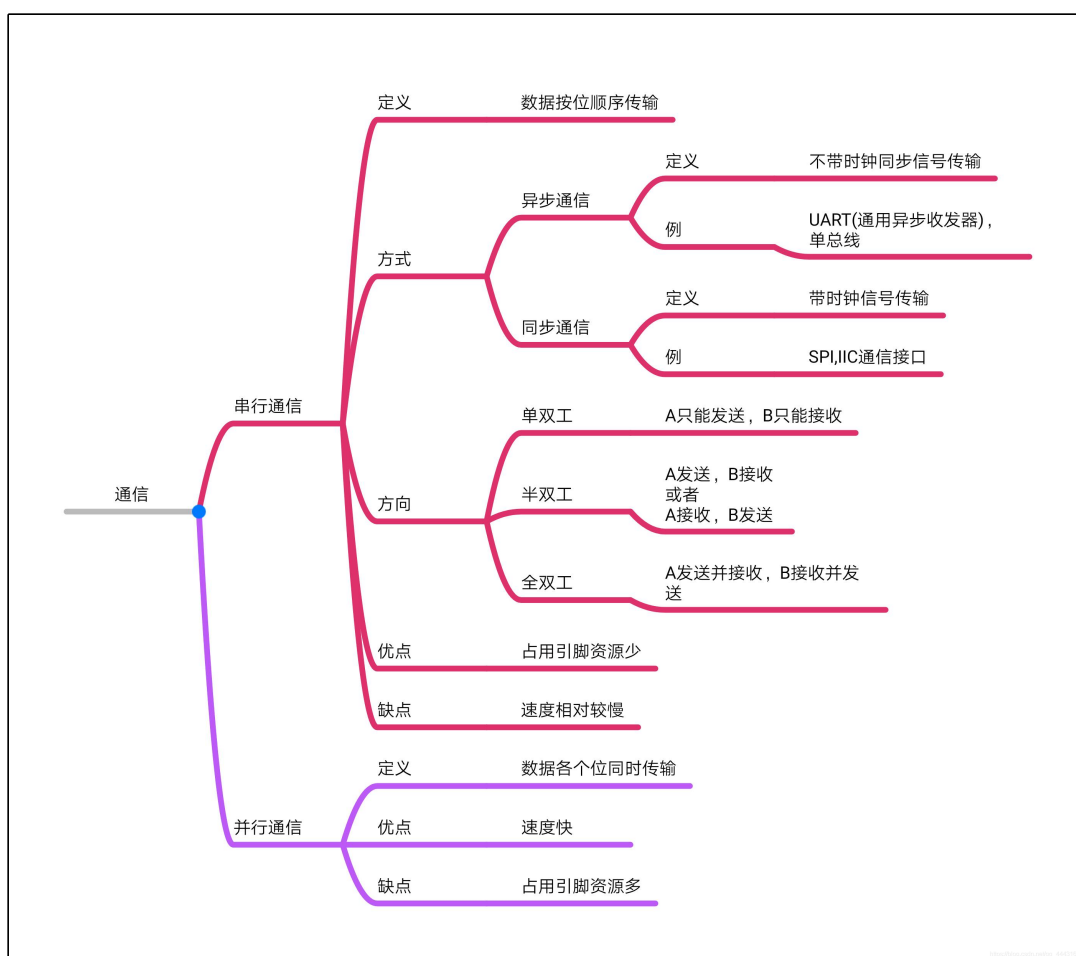 通信
串行通信
定义
数据按位顺序传输
方式
异步通信
定义
不带时钟同步信号传输
例
UART(通用异步收发器)，
单总线
同步通信
定义
带时钟信号传输
例
SPI,IIC通信接口
方向
单双工
A只能发送，B只能接收
半双工
A发送，B接收
或者
A接收，B发送
全双工
A发送并接收，B接收并发
送
优点
占用引脚资源少
缺点
速度相对较慢
并行通信
定义
数据各个位同时传输
优点
速度快
缺点
占用引脚资源多